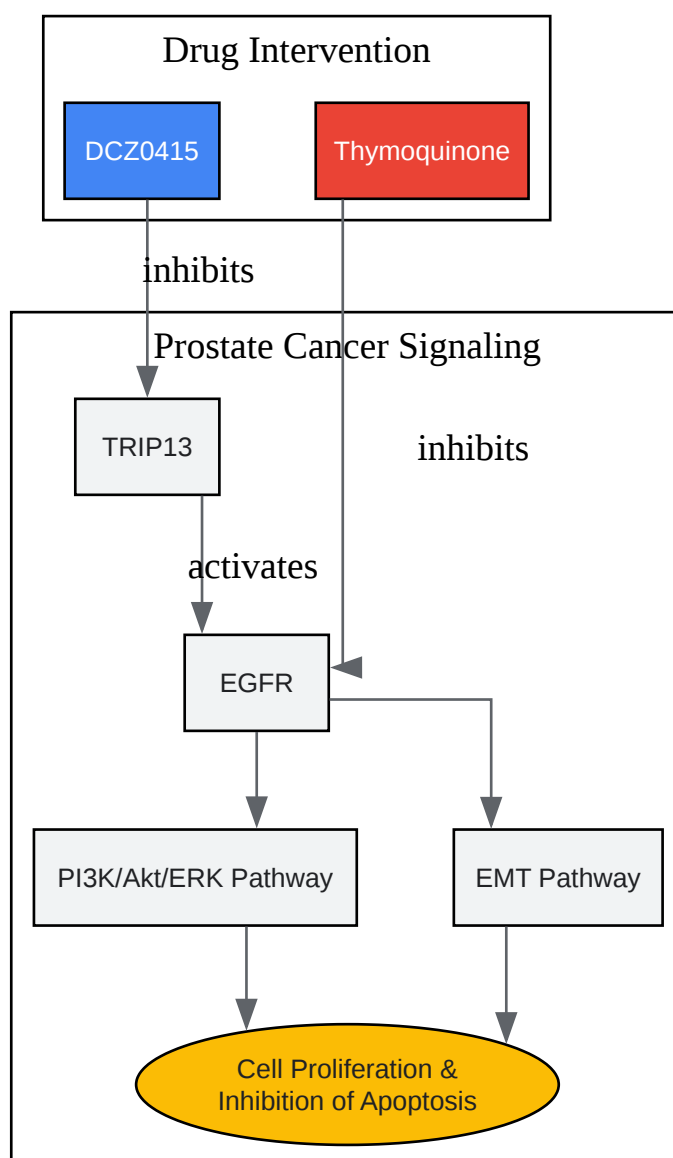 Drug Intervention
DCZ0415
Thymoquinone
inhibits
Prostate Cancer Signaling
TRIP13
inhibits
activates
EGFR
PI3K/Akt/ERK Pathway
EMT Pathway
Cell Proliferation &
Inhibition of Apoptosis